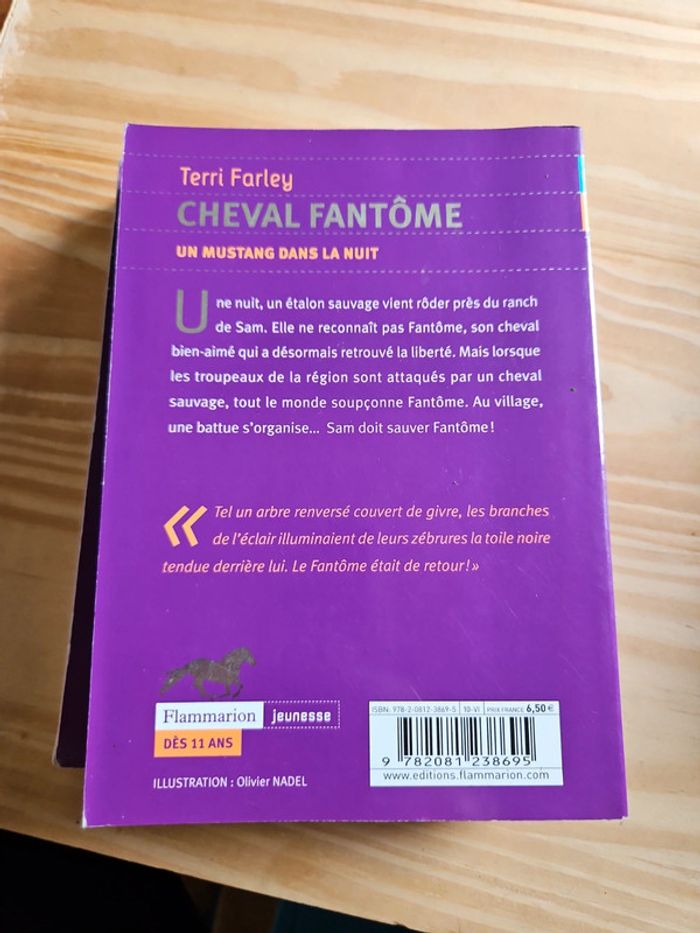 Terri Farley
CHEVAL FANTÔME
UN MUSTANG DANS LA NUIT
Une nuit, un étalon sauvage vient rôder près du ranch
de Sam. Elle ne reconnaît pas Fantôme, son cheval
bien-aimé qui a désormais retrouvé la liberté. Mais lorsque
les troupeaux de la région sont attaqués par un cheval
sauvage, tout le monde soupçonne Fantôme. Au village,
une battue s'organise... Sam doit sauver Fantôme !
« Tel un arbre renversé couvert de givre, les branches
de l'éclair illuminaient de leurs zébrures la toile noire
tendue derrière lui. Le Fantôme était de retour ! »
Flammarion jeunesse
DÈS 11 ANS
ILLUSTRATION : Olivier NADEL
ISBN: 978-2-0812-3869-5 10-VI PRIX FRANCE 6,50 €
9 782081 238695
www.editions.flammarion.com